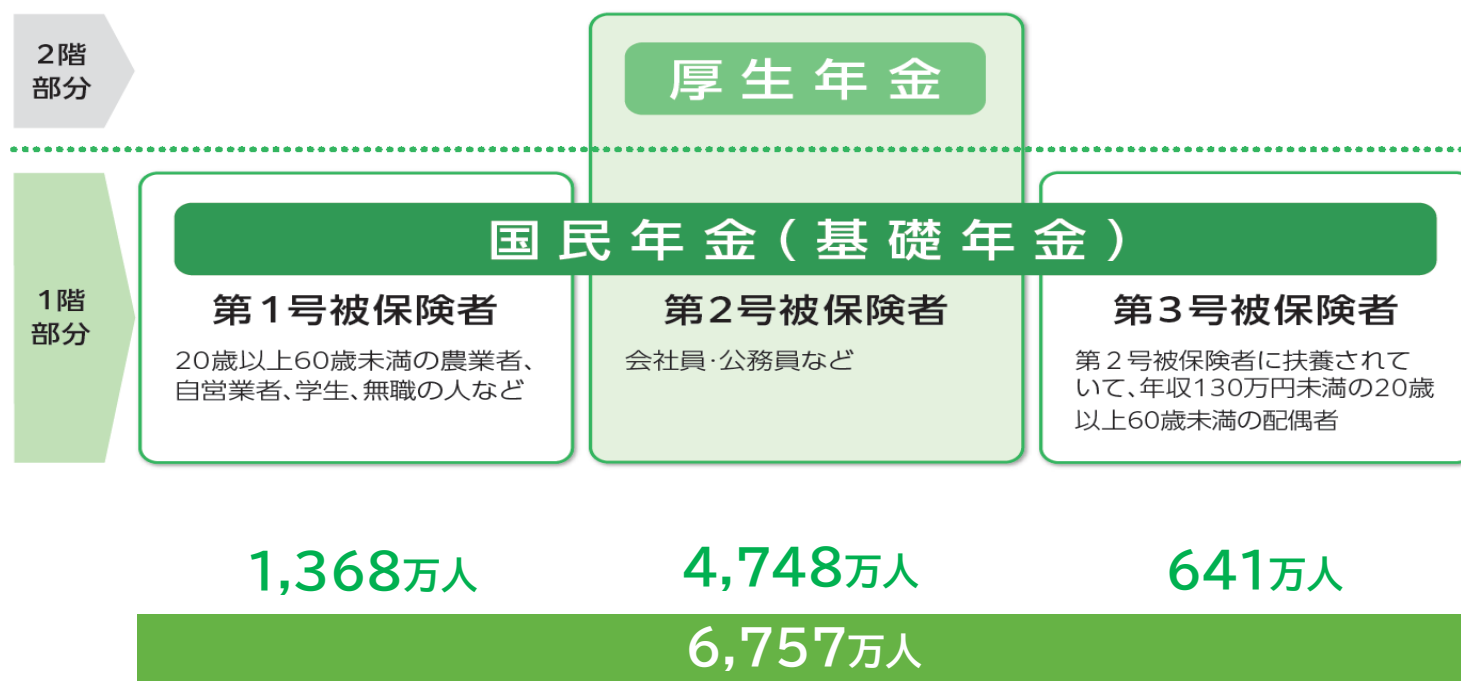 2階
部分
厚生年金
1階
部分
国民年金(基礎年金)
第1号被保険者
20歳以上60歳未満の農業者、
自営業者、学生、無職の人など
第2号被保険者
会社員·公務員など
第3号被保険者
第2号被保険者に扶養されて
いて、年収130万円未満の20歳
以上60歳未満の配偶者
1,368万人
4,748万人
641万人
6,757万人